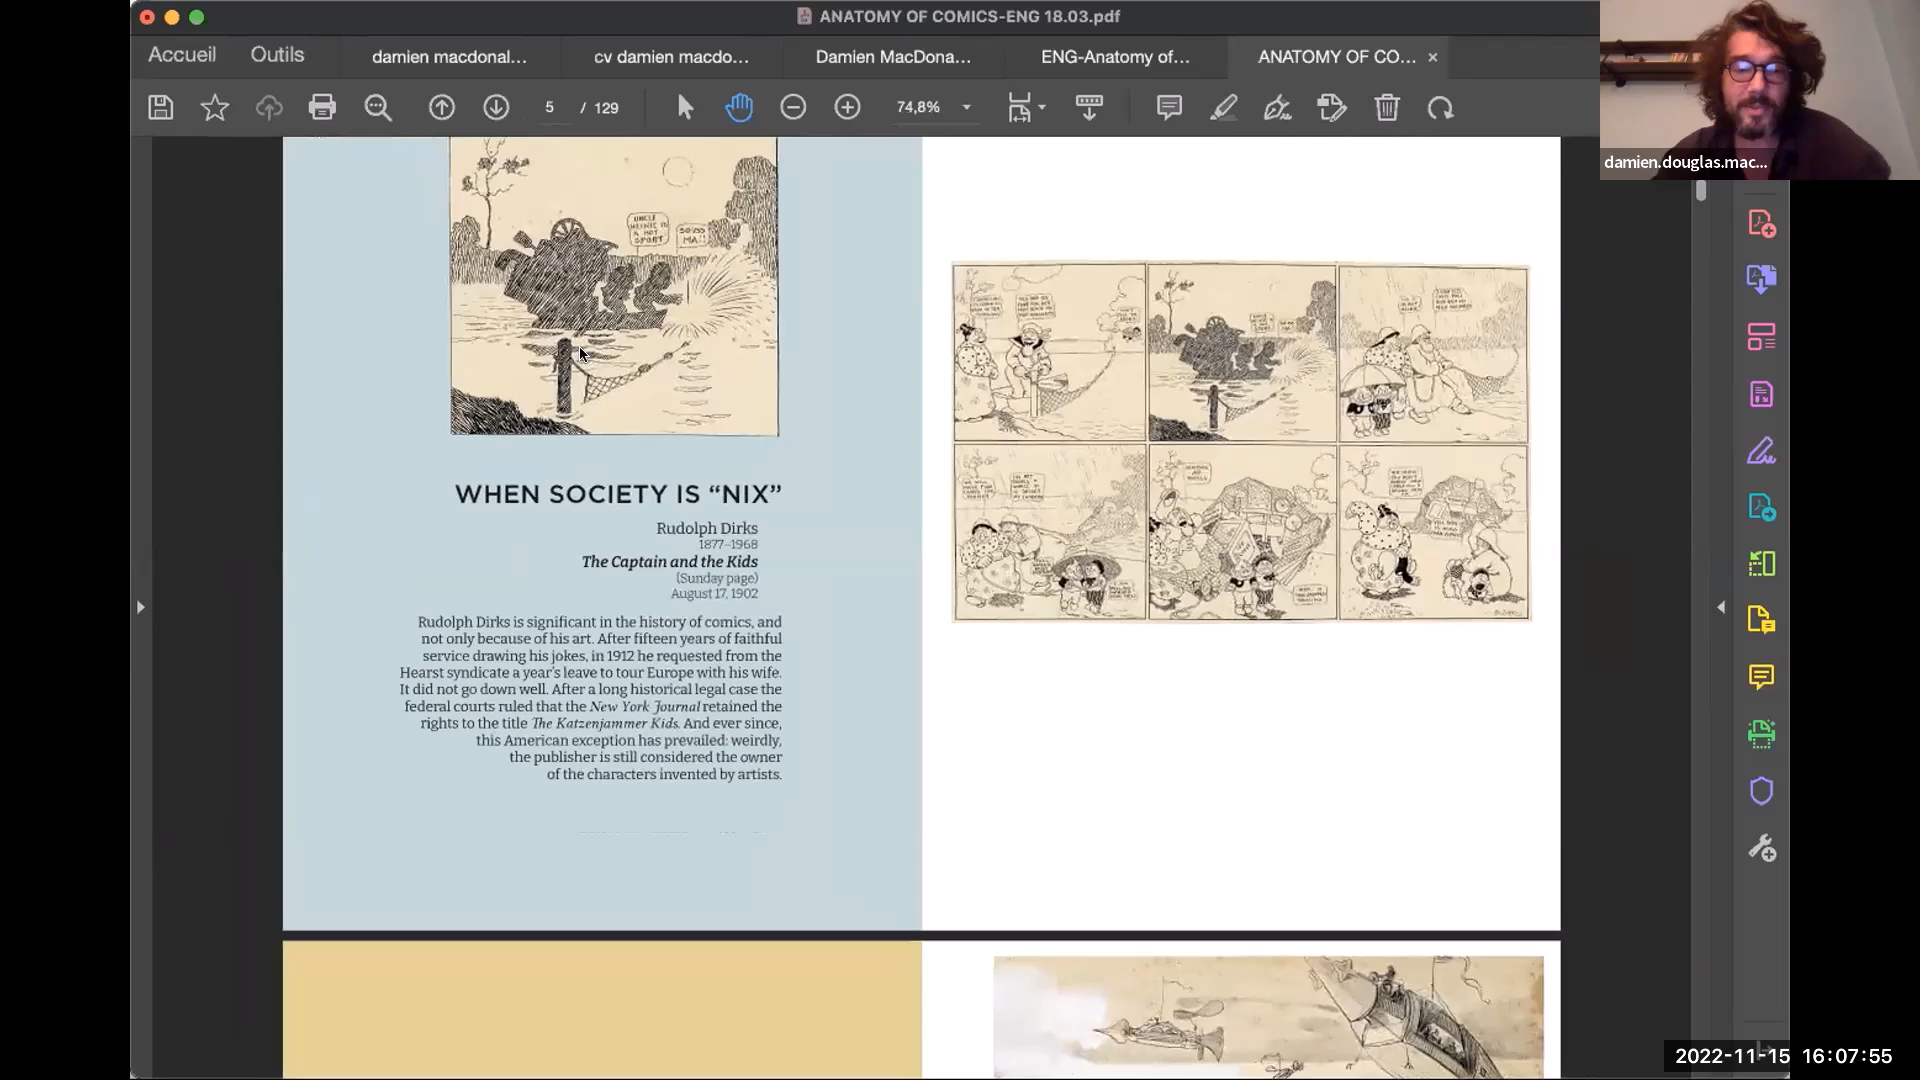 ANATOMY OF COMICS-ENG 18.03.pdf
Accueil
Outils
damien macdonal...
cv damien macdo...
Damien MacDona...
ENG-Anatomy of...
ANATOMY OF CO...
5 / 129
74,8%
damien.douglas.mac...
UNCLE
HEINIE IS
A HOT
SPORT
MA
WHEN SOCIETY IS “NIX”
Rudolph Dirks
1877–1968
The Captain and the Kids
(Sunday page)
August 17, 1902
Rudolph Dirks is significant in the history of comics, and
not only because of his art. After fifteen years of faithful
service drawing his jokes, in 1912 he requested from the
Hearst syndicate a year’s leave to tour Europe with his wife.
It did not go down well. After a long historical legal case the
federal courts ruled that the New York Journal retained the
rights to the title The Katzenjammer Kids. And ever since,
this American exception has prevailed: weirdly,
the publisher is still considered the owner
of the characters invented by artists.
2022-11-15 16:07:55